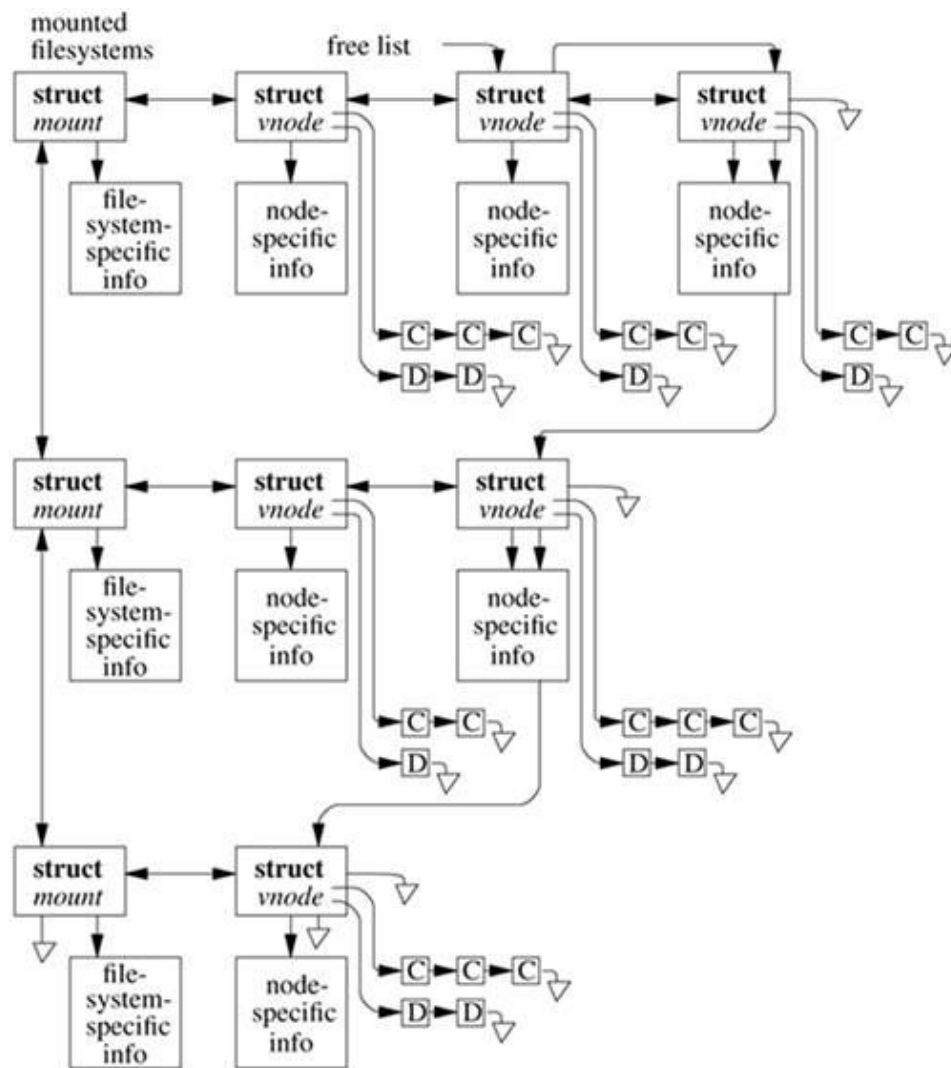 mounted
filesystems
free list
struct
mount
struct
vnode
struct
vnode
struct
vnode
file-
system-
specific
info
node-
specific
info
node-
specific
info
node-
specific
info
C C C
C C
C C
D D
D
D
struct
mount
struct
vnode
struct
vnode
file-
system-
specific
info
node-
specific
info
node-
specific
info
C C
C C C
D
D D
struct
mount
struct
vnode
file-
system-
specific
info
node-
specific
info
C C C
D D